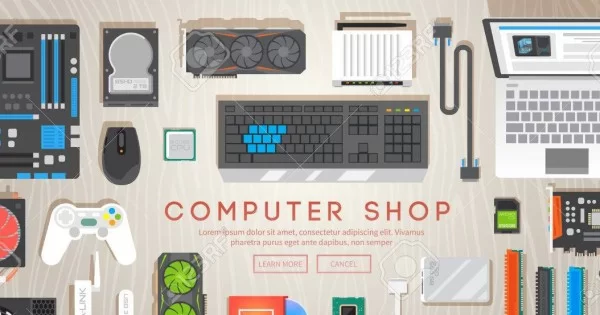 COMPUTER SHOP
Lorem ipsum dolor sit amet, consectetur adipiscing elit. Vivamus
pharetra purus eget ante dapibus, non semper
LEARN MORE
CANCEL